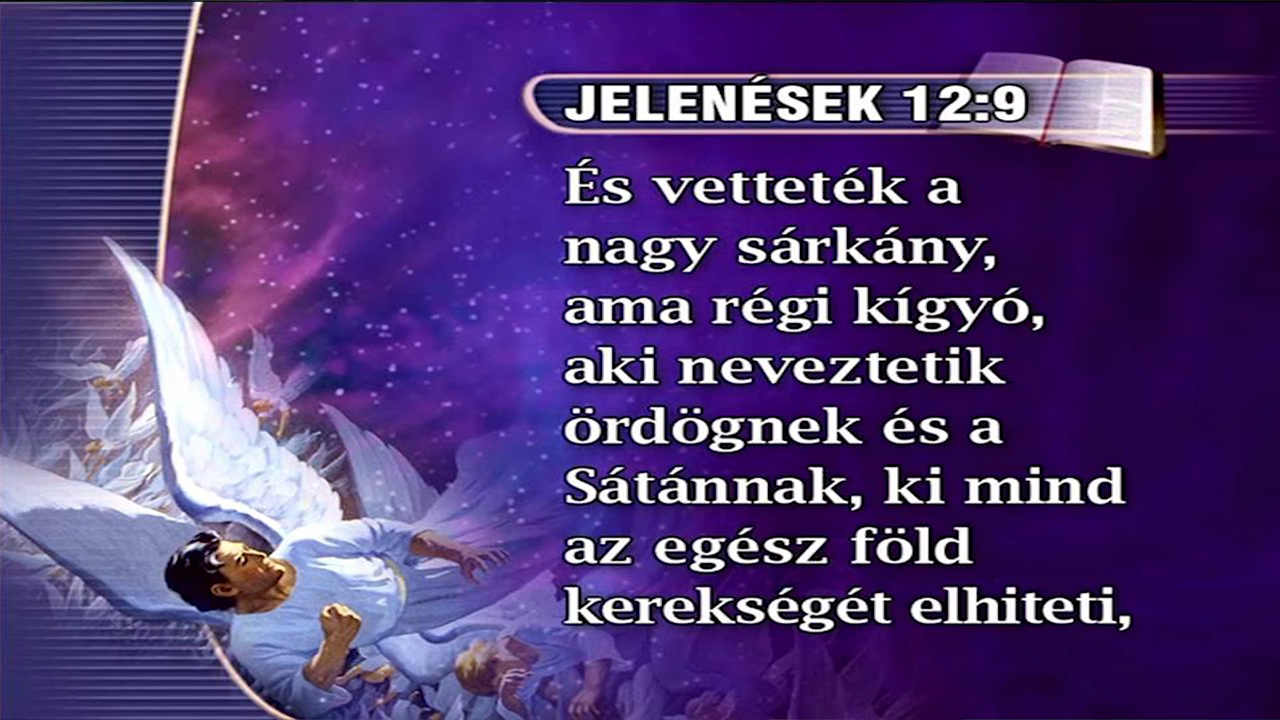 JELENÉSEK 12:9
És vetteték a
nagy sárkány,
ama régi kígyó,
aki neveztetik
ördögnek és a
Sátánnak, ki mind
az egész föld
kerekségét elhiteti,